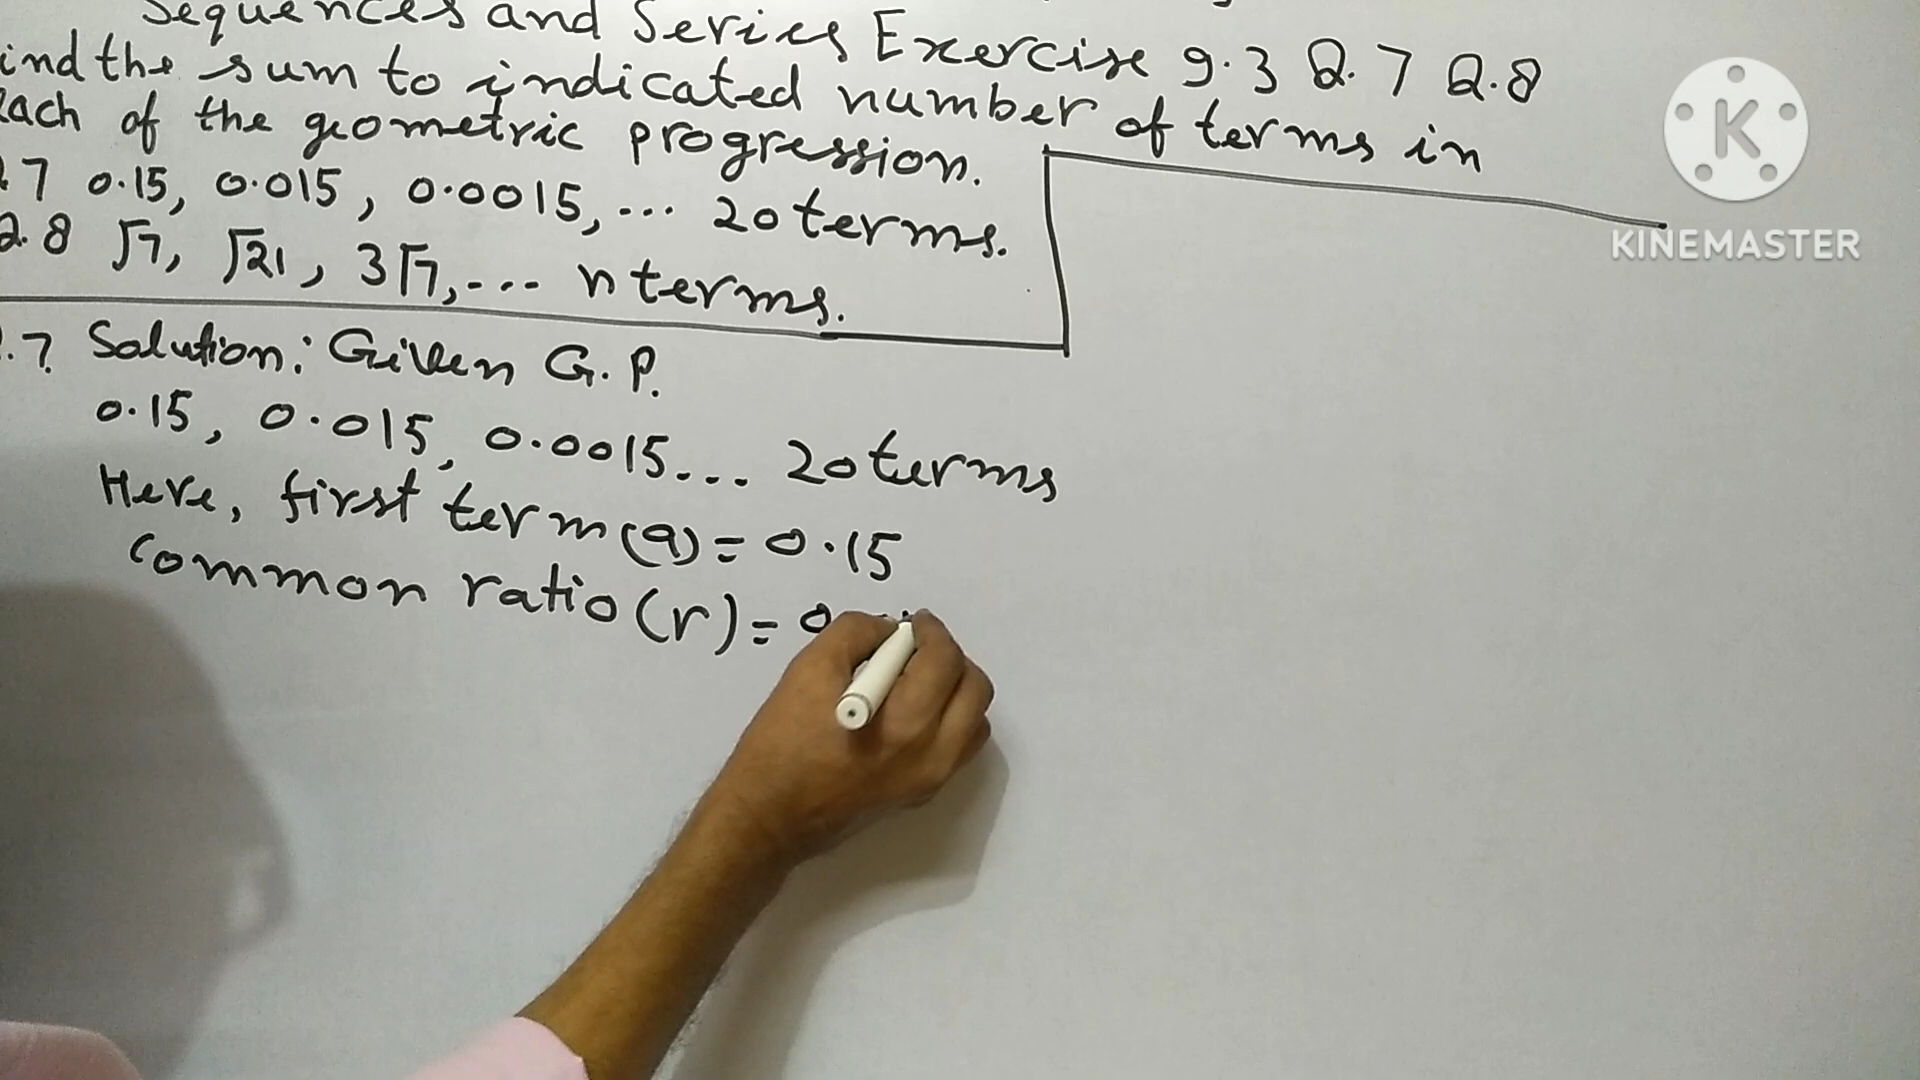 Sequences and Series Exercise 9.3 Q.7 Q.8
ind the sum to indicated number of terms in
each of the geometric progression.
.7 0.15, 0.015, 0.0015,... 20 terms.
Q.8 √7, √21, 3√7,... n terms.
.7. Solution: Given G.P.
0.15, 0.015, 0.0015... 20 terms
Here, first term (a) = 0.15
Common ratio (r) = 0
KINEMASTER